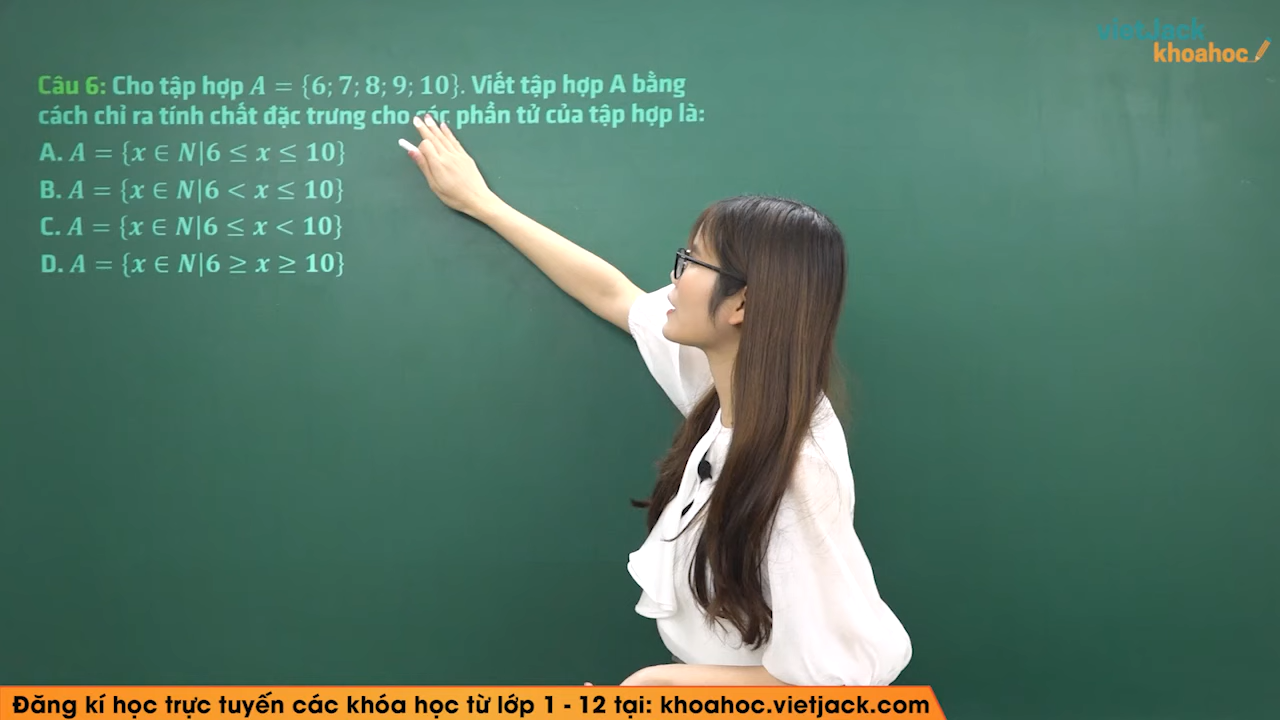 vietJack
khoahoc
Câu 6: Cho tập hợp A = {6; 7; 8; 9; 10}. Viết tập hợp A bằng
cách chỉ ra tính chất đặc trưng cho các phần tử của tập hợp là:
A. A = {x ∈ N|6 ≤ x ≤ 10}
B. A = {x ∈ N|6 < x ≤ 10}
C. A = {x ∈ N|6 ≤ x < 10}
D. A = {x ∈ N|6 ≥ x ≥ 10}
Đăng kí học trực tuyến các khóa học từ lớp 1 - 12 tại: khoahoc.vietjack.com